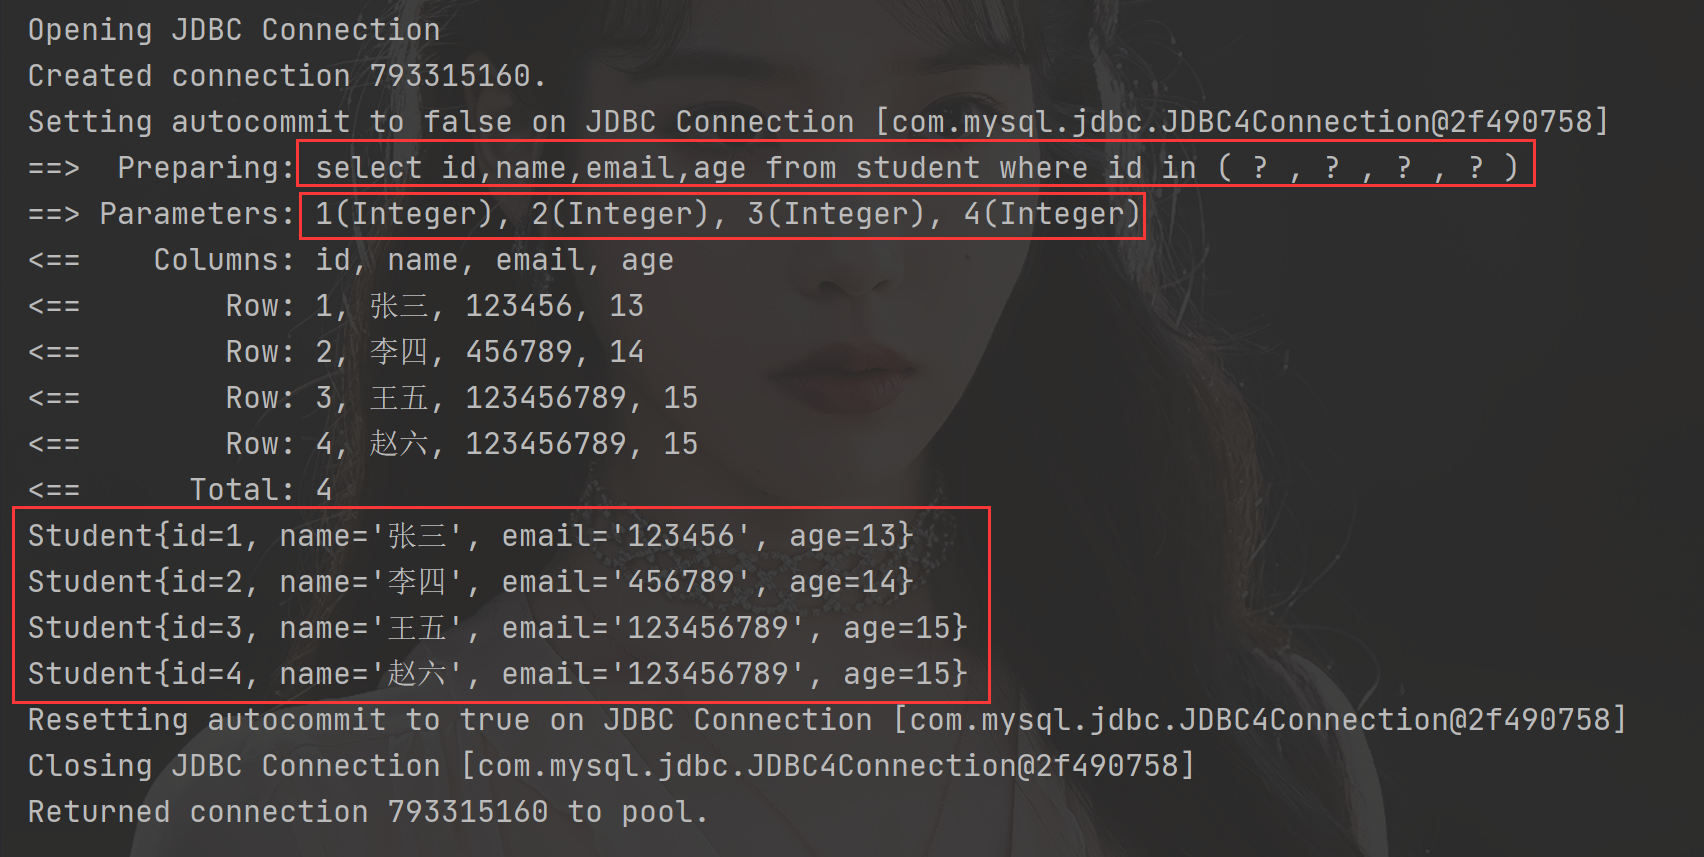 Opening JDBC Connection
Created connection 793315160.
Setting autocommit to false on JDBC Connection [com.mysql.jdbc.JDBC4Connection@2f490758]
==>  Preparing: select id,name,email,age from student where id in ( ? , ? , ? , ? )
==> Parameters: 1(Integer), 2(Integer), 3(Integer), 4(Integer)
<==    Columns: id, name, email, age
<==        Row: 1, 张三, 123456, 13
<==        Row: 2, 李四, 456789, 14
<==        Row: 3, 王五, 123456789, 15
<==        Row: 4, 赵六, 123456789, 15
<==      Total: 4
Student{id=1, name='张三', email='123456', age=13}
Student{id=2, name='李四', email='456789', age=14}
Student{id=3, name='王五', email='123456789', age=15}
Student{id=4, name='赵六', email='123456789', age=15}
Resetting autocommit to true on JDBC Connection [com.mysql.jdbc.JDBC4Connection@2f490758]
Closing JDBC Connection [com.mysql.jdbc.JDBC4Connection@2f490758]
Returned connection 793315160 to pool.